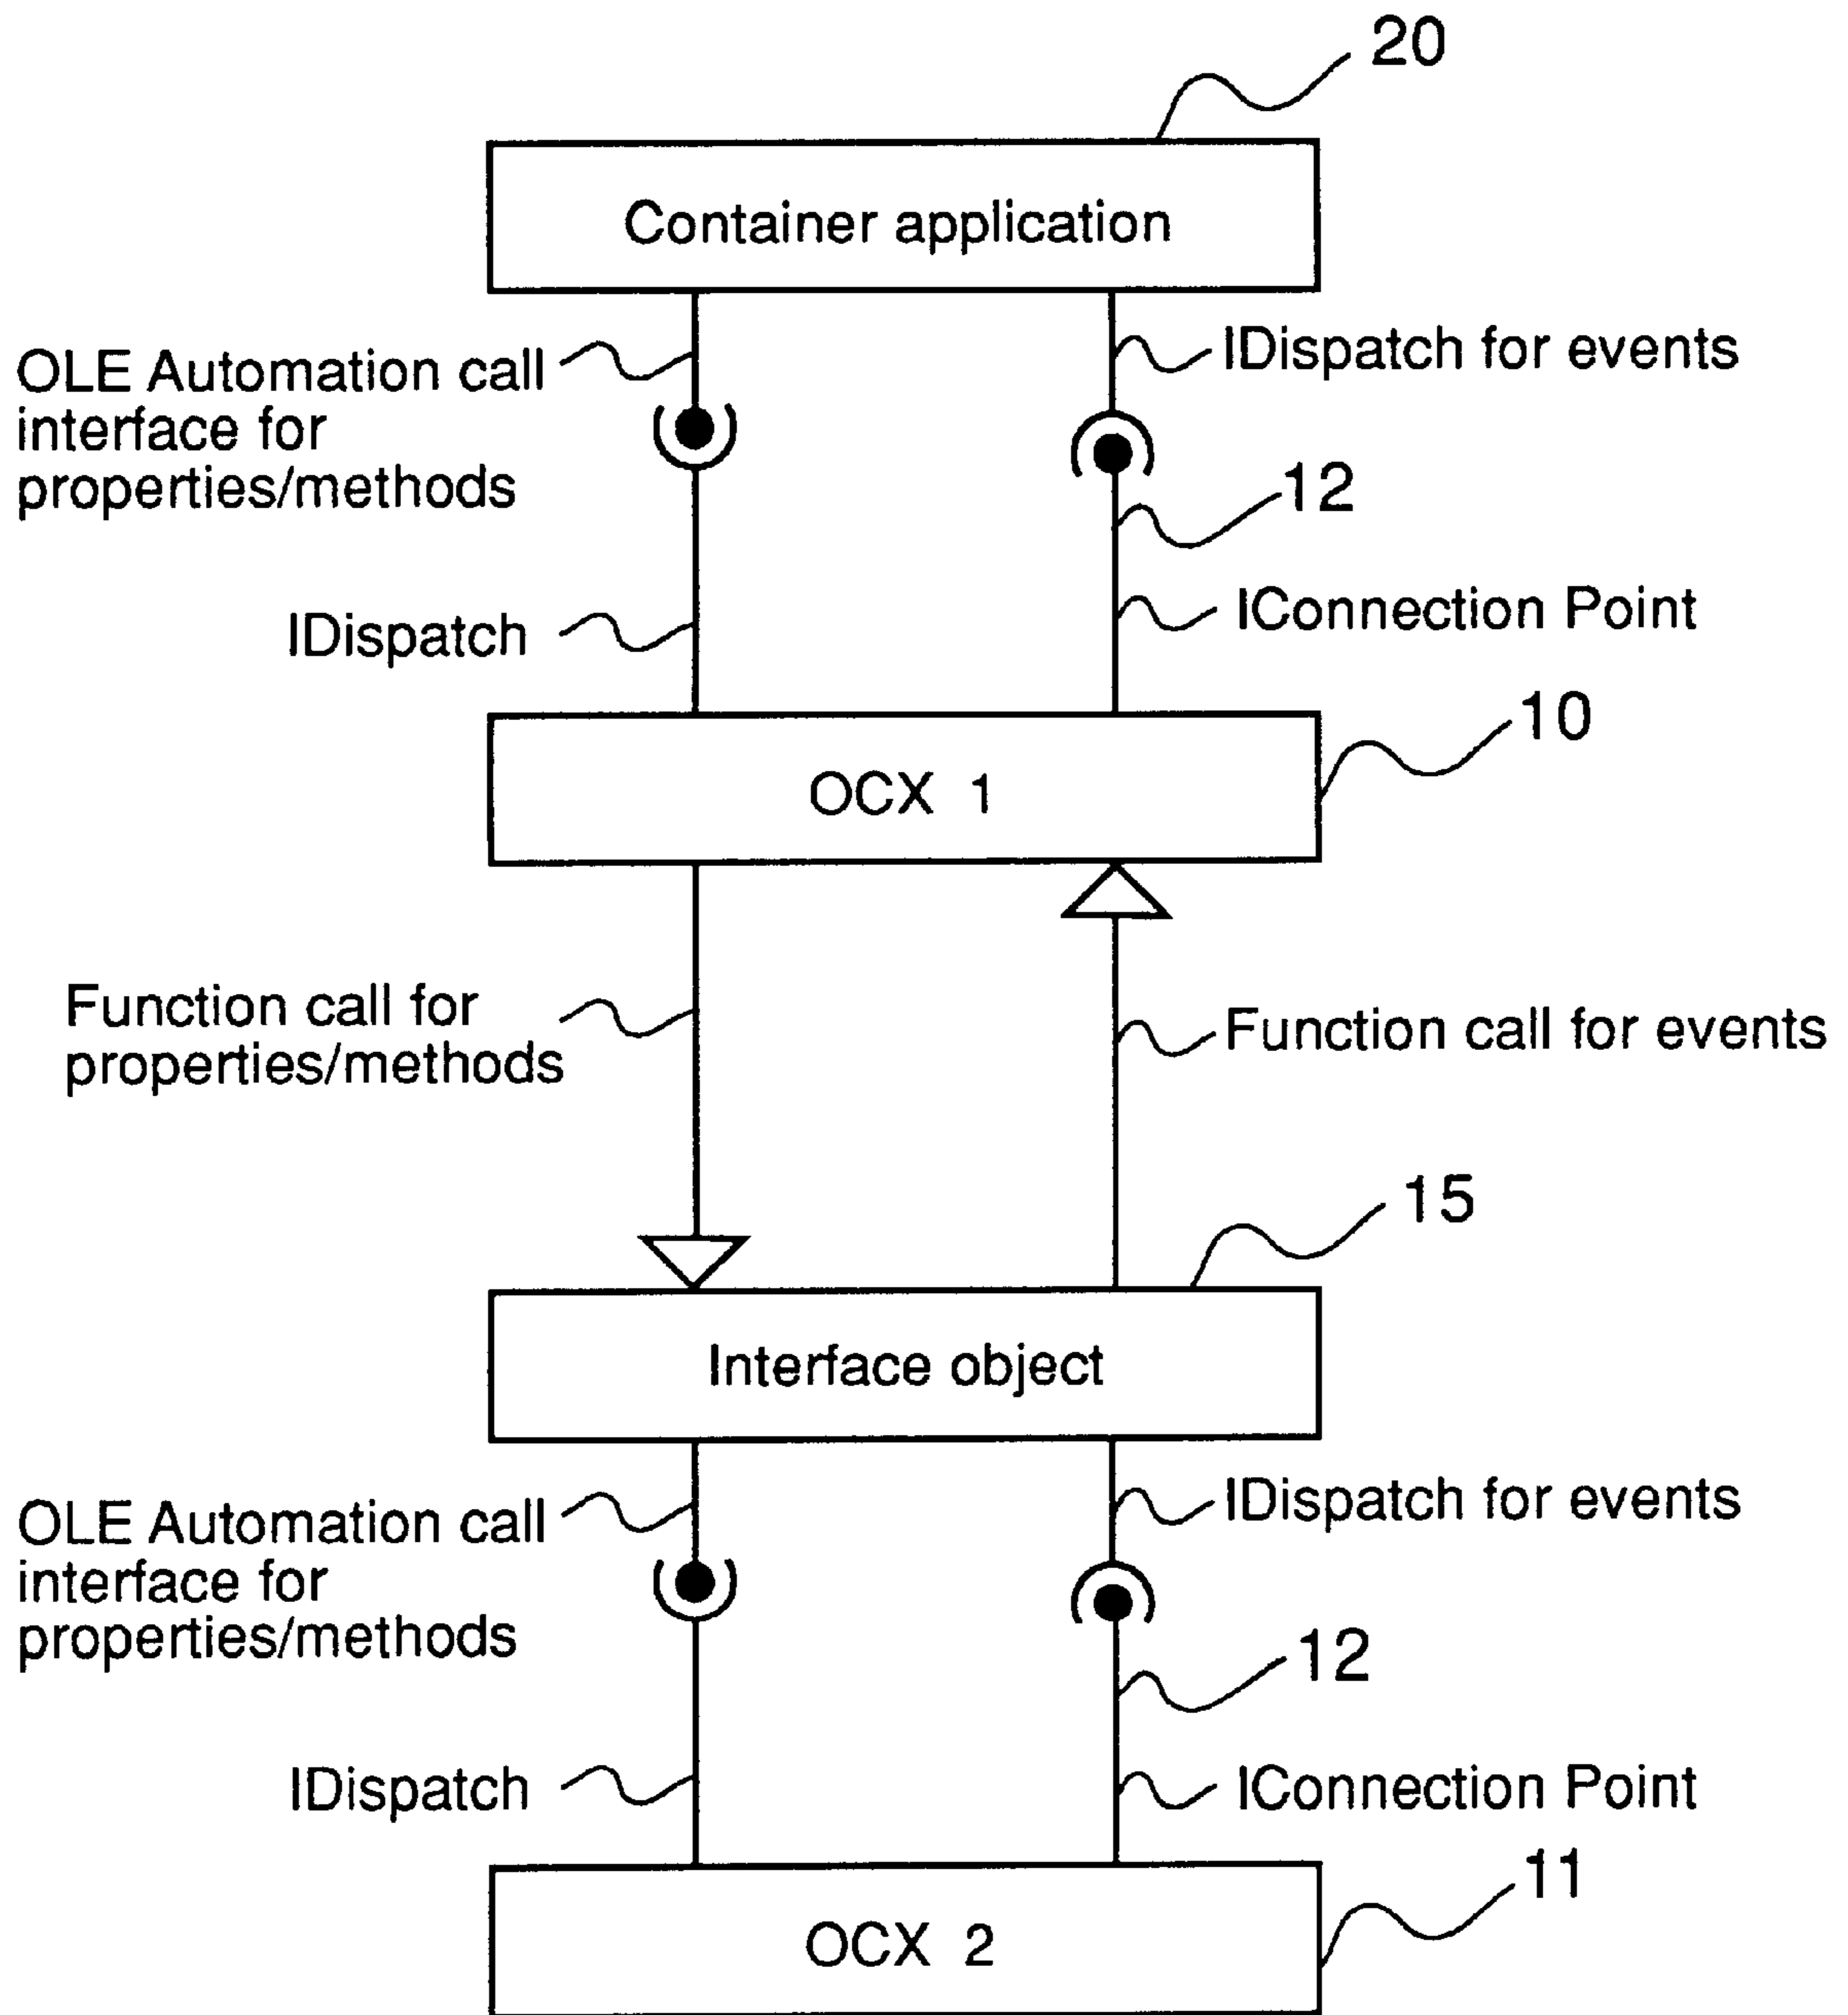 20
Container application
OLE Automation call
interface for
properties/methods
IDispatch for events
12
IDispatch
IConnection Point
10
OCX 1
Function call for
properties/methods
Function call for events
15
Interface object
OLE Automation call
interface for
properties/methods
IDispatch for events
12
IDispatch
IConnection Point
11
OCX 2